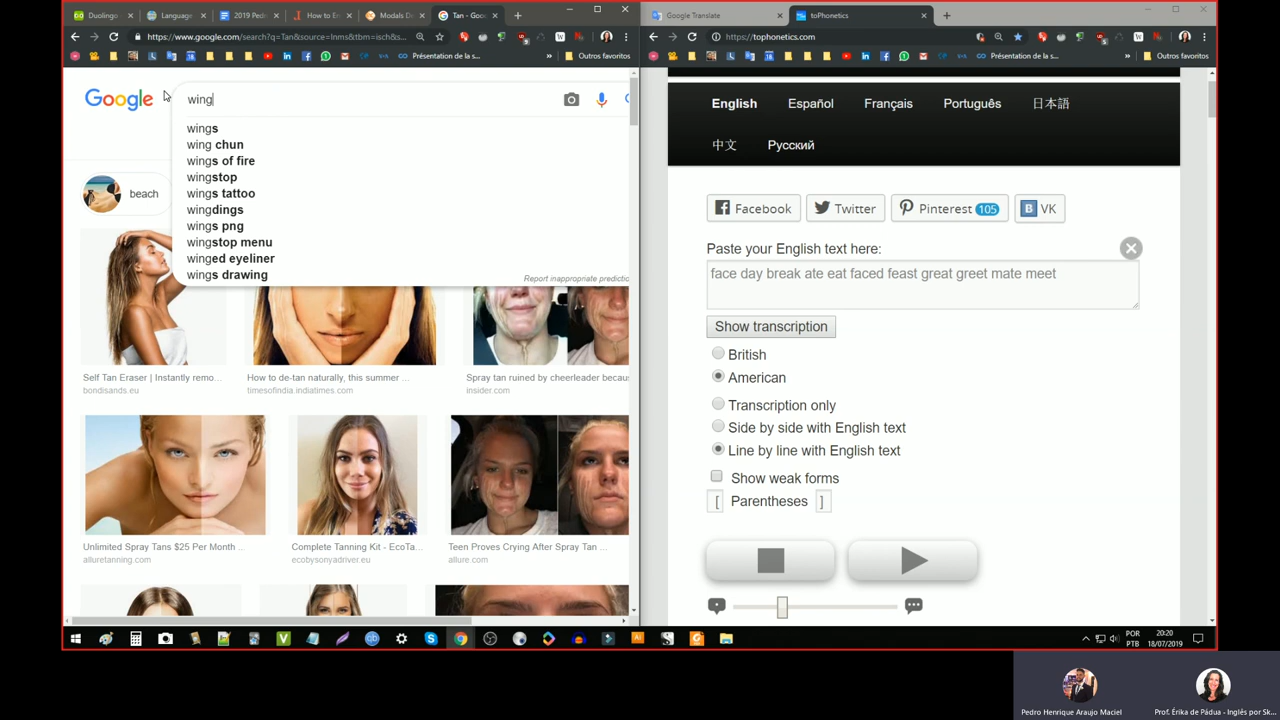 Duolingo
Language
2019 Pedr
How to En
Modals D
Tan - Goo
https://www.google.com/search?q=Tan&source=lnms&tbm=isch&
Présentation de la s...
Outros favoritos
Google
wing
wings
wing chun
wings of fire
wingstop
wings tattoo
wingdings
wings png
wingstop menu
winged eyeliner
wings drawing
Report inappropriate predictio
beach
Self Tan Eraser | Instantly remo...
bondisands.eu
How to de-tan naturally, this summer ...
timesofindia.indiatimes.com
Spray tan ruined by cheerleader becaus
insider.com
Unlimited Spray Tans $25 Per Month ...
alluretanning.com
Complete Tanning Kit - EcoTa...
ecobysonyadriver.eu
Teen Proves Crying After Spray Tan ...
allure.com
Google Translate
toPhonetics
https://tophonetics.com
Présentation de la s...
Outros favoritos
English
Español
Français
Português
日本語
中文
Русский
Facebook
Twitter
Pinterest 105
VK
Paste your English text here:
face day break ate eat faced feast great greet mate meet
Show transcription
British
American
Transcription only
Side by side with English text
Line by line with English text
Show weak forms
[ Parentheses ]
POR
PTB
20:20
18/07/2019
Pedro Henrique Araujo Maciel
Prof. Érika de Pádua - Inglês por Sk...